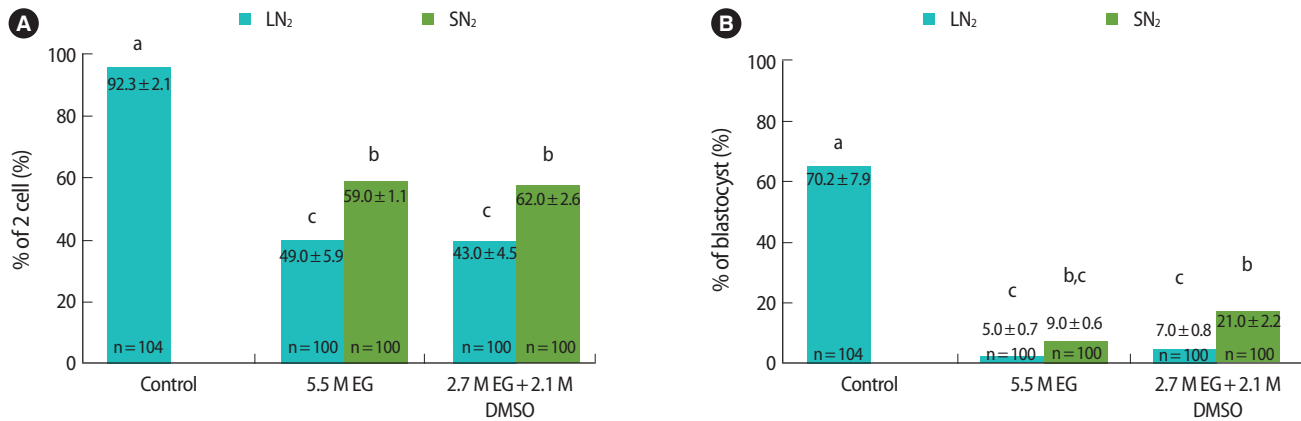 A
LN₂ SN₂
% of 2 cell (%)
100
80
60
40
20
0
a
92.3±2.1
n=104
c
49.0±5.9
n=100
b
59.0±1.1
n=100
c
43.0±4.5
n=100
b
62.0±2.6
n=100
Control 5.5 M EG 2.7 M EG+2.1 M
DMSO
B
LN₂ SN₂
% of blastocyst (%)
100
80
60
40
20
0
a
70.2±7.9
n=104
c
5.0±0.7
n=100
b,c
9.0±0.6
n=100
c
7.0±0.8
n=100
b
21.0±2.2
n=100
Control 5.5 M EG 2.7 M EG+2.1 M
DMSO